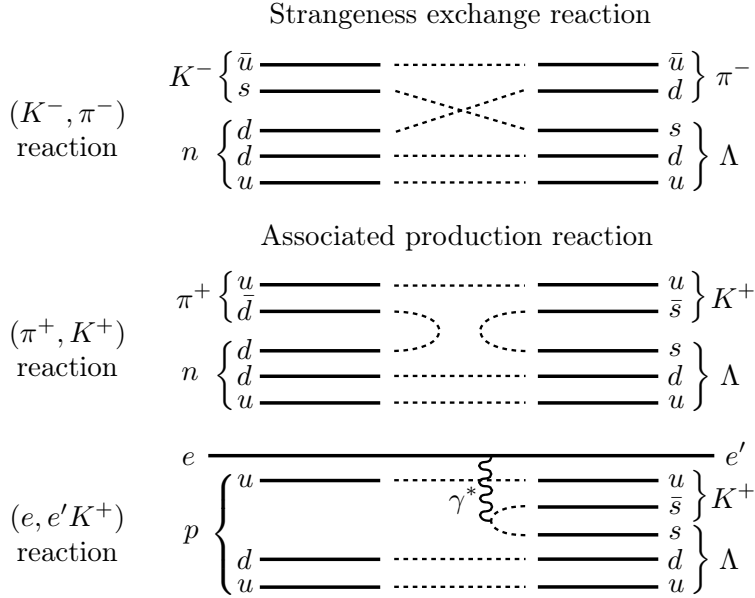 Strangeness exchange reaction
(K⁻, π⁻)
reaction
K⁻
ū
s
n
d
d
u
ū
d
π⁻
s
d
u
Λ
Associated production reaction
(π⁺, K⁺)
reaction
π⁺
u
d̄
n
d
d
u
u
s̄
K⁺
s
d
u
Λ
(e, e′K⁺)
reaction
e
e′
p
u
d
u
γ*
u
s̄
K⁺
s
d
u
Λ